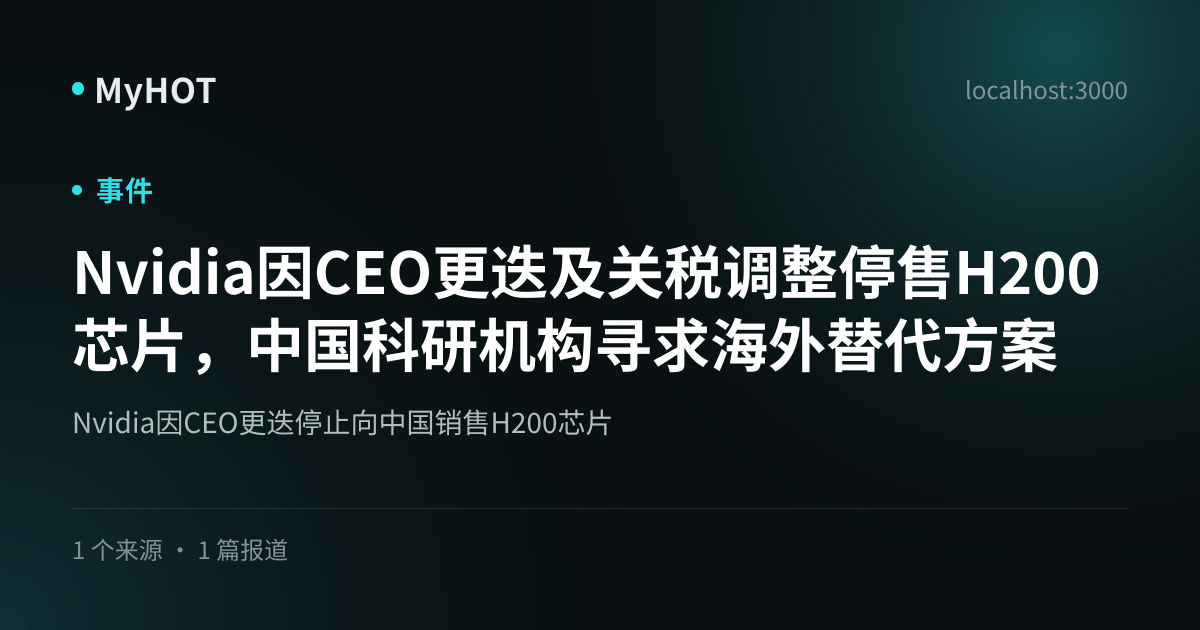 MyHOT
localhost:3000
事件
Nvidia因CEO更迭及关税调整停售H200
芯片，中国科研机构寻求海外替代方案
Nvidia因CEO更迭停止向中国销售H200芯片
1 个来源 · 1 篇报道